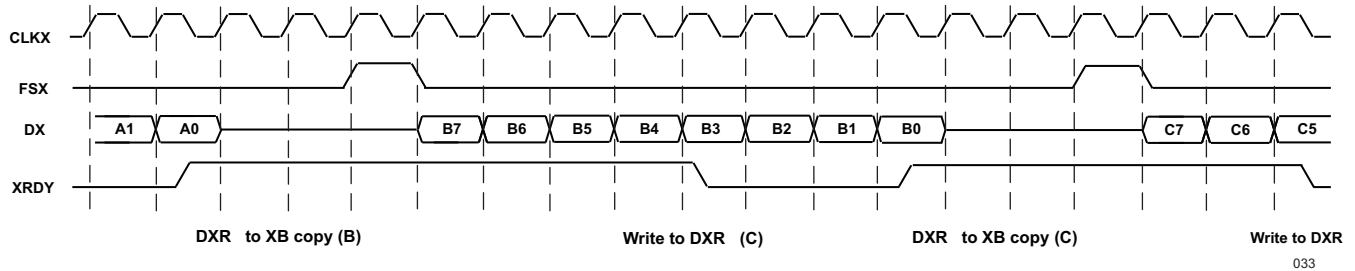 CLKX
FSX
DX A1 A0 B7 B6 B5 B4 B3 B2 B1 B0 C7 C6 C5
XRDY
DXR to XB copy (B) Write to DXR (C) DXR to XB copy (C) Write to DXR
033